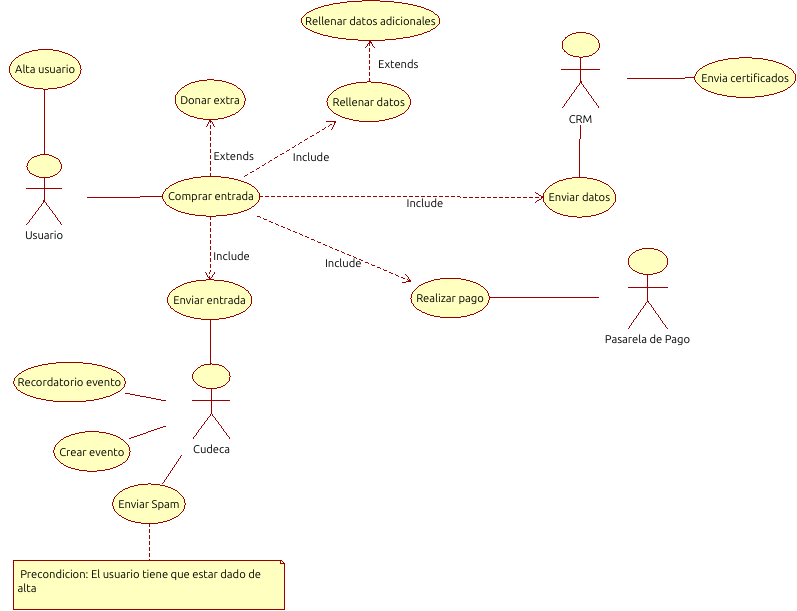 Rellenar datos adicionales
Extends
Alta usuario
Donar extra
Rellenar datos
CRM
Envia certificados
Extends
Include
Usuario
Comprar entrada
Include
Enviar datos
Include
Include
Enviar entrada
Realizar pago
Pasarela de Pago
Recordatorio evento
Crear evento
Cudeca
Enviar Spam
Precondicion: El usuario tiene que estar dado de
alta